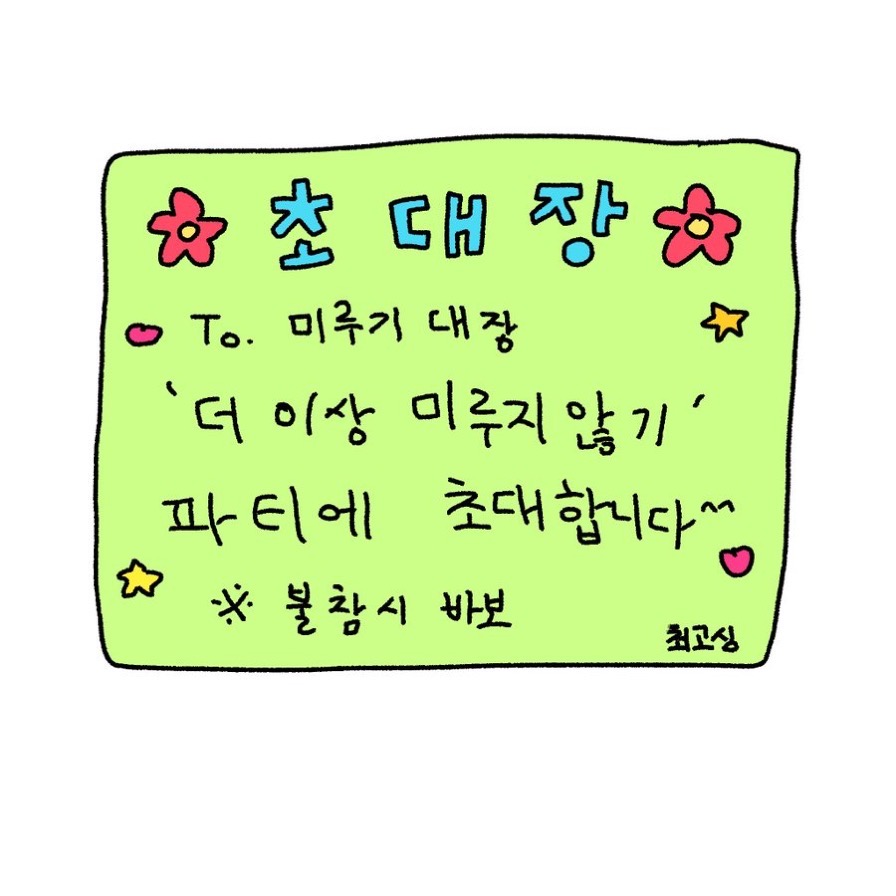 초대장
To. 미루기 대장
'더 이상 미루지 않기'
파티에 초대합니다^^
※ 불참시 바보
최고심